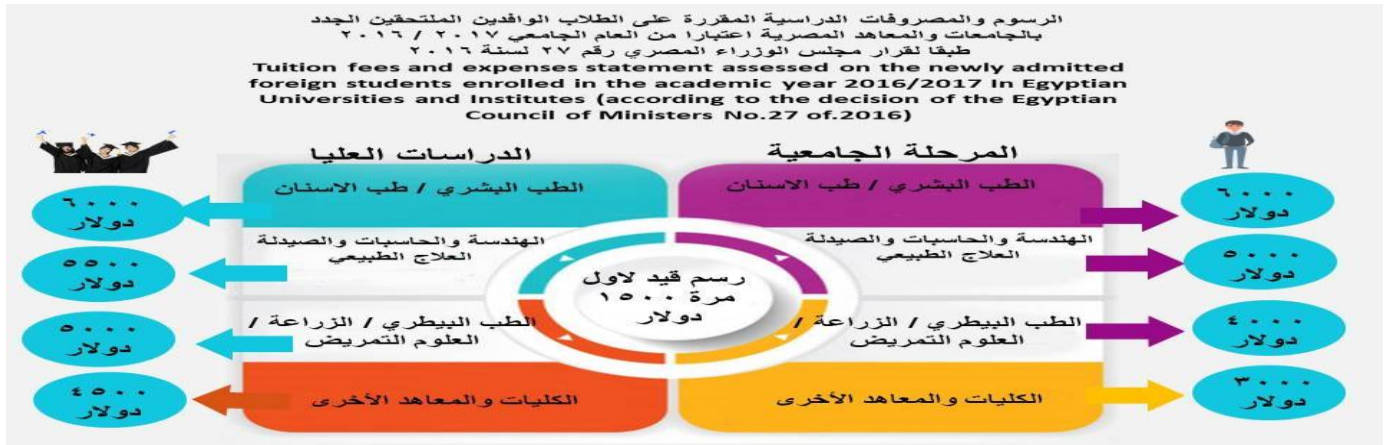 الرسوم والمصروفات الدراسية المقررة على الطلاب الوافدين الملتحقين الجدد
بالجامعات والمعاهد المصرية اعتبارا من العام الجامعي ٢٠١٧ / ٢٠١٦
طبقا لقرار مجلس الوزراء المصري رقم ٢٧ لسنة ٢٠١٦
Tuition fees and expenses statement assessed on the newly admitted
foreign students enrolled in the academic year 2016/2017 In Egyptian
Universities and Institutes (according to the decision of the Egyptian
Council of Ministers No.27 of.2016)
المرحلة الجامعية
الطب البشري / طب الاسنان
٦٠٠٠
دولار
الهندسة والحاسبات والصيدلة
العلاج الطبيعي
٥٠٠٠
دولار
الطب البيطري / الزراعة /
العلوم التمريض
٤٠٠٠
دولار
الكليات والمعاهد الأخرى
٣٠٠٠
دولار
رسم قيد لاول
مرة ١٥٠٠
دولار
الدراسات العليا
الطب البشري / طب الاسنان
٦٠٠٠
دولار
الهندسة والحاسبات والصيدلة
العلاج الطبيعي
٥٥٠٠
دولار
الطب البيطري / الزراعة /
العلوم التمريض
٥٠٠٠
دولار
الكليات والمعاهد الأخرى
٤٥٠٠
دولار